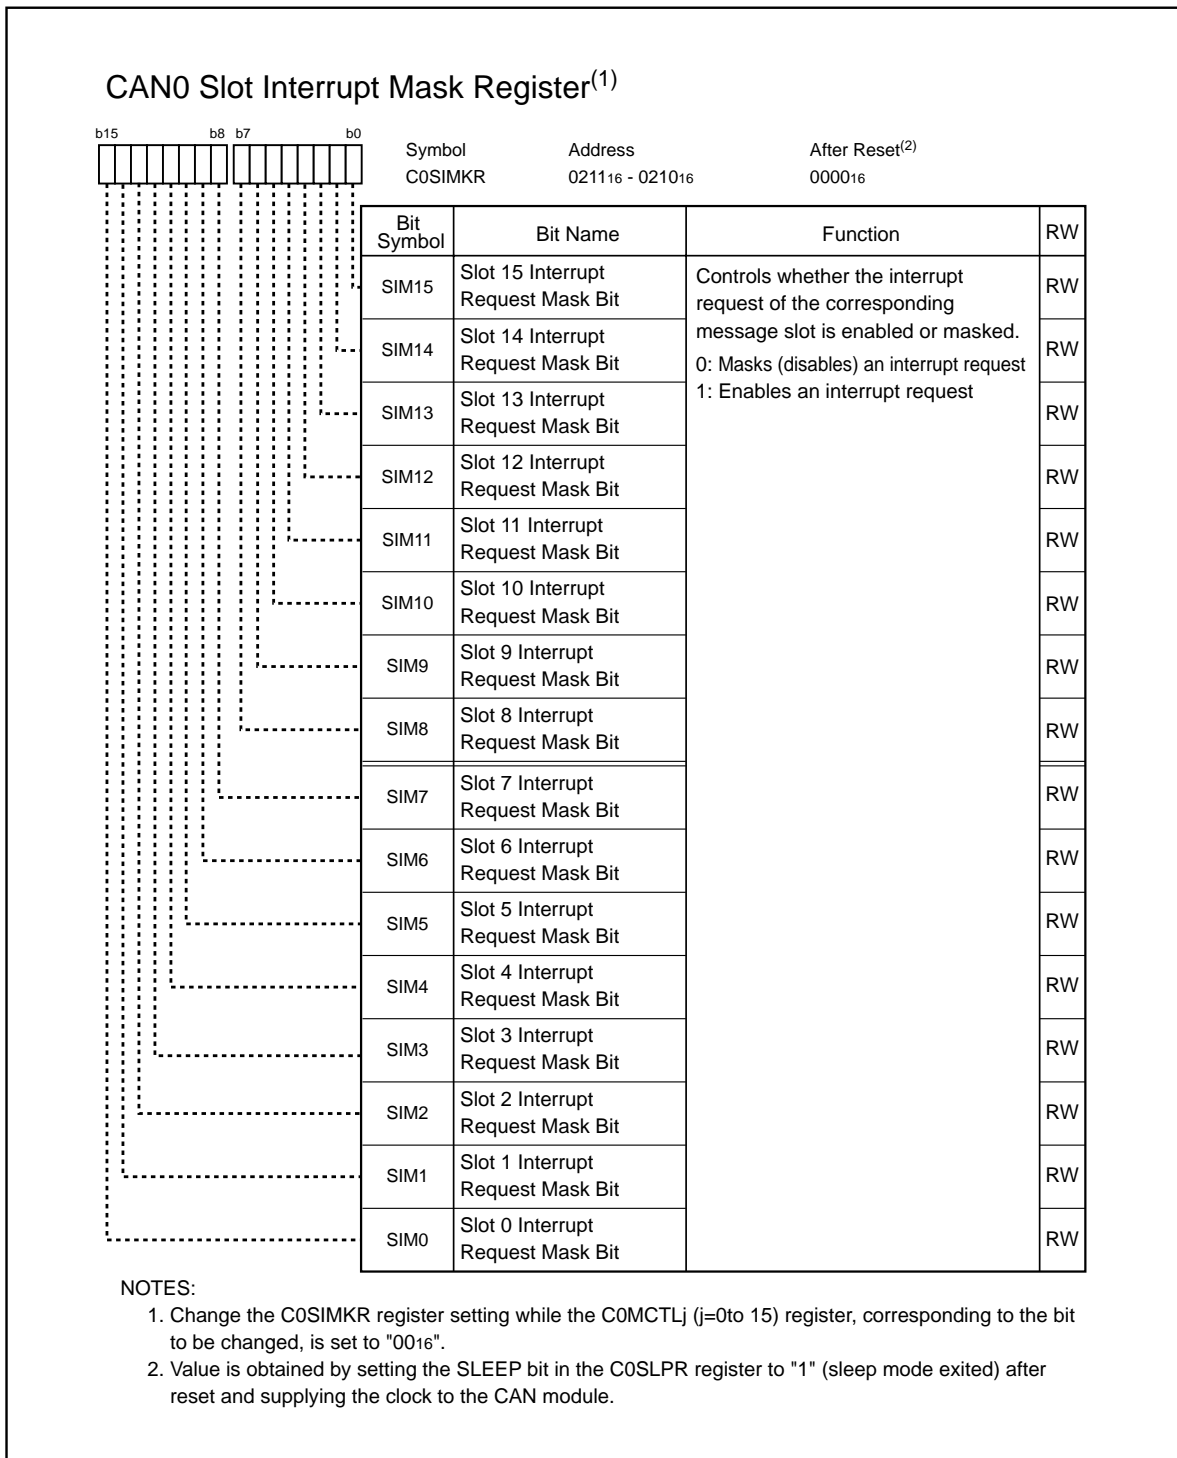 CAN0 Slot Interrupt Mask Register(1)
b15 b8 b7 b0
Symbol Address After Reset(2)
C0SIMKR 021116 - 021016 000016
Bit Symbol Bit Name Function RW
SIM15 Slot 15 Interrupt Request Mask Bit RW
Controls whether the interrupt
request of the corresponding
message slot is enabled or masked.
0: Masks (disables) an interrupt request
1: Enables an interrupt request
SIM14 Slot 14 Interrupt Request Mask Bit RW
SIM13 Slot 13 Interrupt Request Mask Bit RW
SIM12 Slot 12 Interrupt Request Mask Bit RW
SIM11 Slot 11 Interrupt Request Mask Bit RW
SIM10 Slot 10 Interrupt Request Mask Bit RW
SIM9 Slot 9 Interrupt Request Mask Bit RW
SIM8 Slot 8 Interrupt Request Mask Bit RW
SIM7 Slot 7 Interrupt Request Mask Bit RW
SIM6 Slot 6 Interrupt Request Mask Bit RW
SIM5 Slot 5 Interrupt Request Mask Bit RW
SIM4 Slot 4 Interrupt Request Mask Bit RW
SIM3 Slot 3 Interrupt Request Mask Bit RW
SIM2 Slot 2 Interrupt Request Mask Bit RW
SIM1 Slot 1 Interrupt Request Mask Bit RW
SIM0 Slot 0 Interrupt Request Mask Bit RW
NOTES:
1. Change the C0SIMKR register setting while the C0MCTLj (j=0to 15) register, corresponding to the bit
to be changed, is set to "0016".
2. Value is obtained by setting the SLEEP bit in the C0SLPR register to "1" (sleep mode exited) after
reset and supplying the clock to the CAN module.